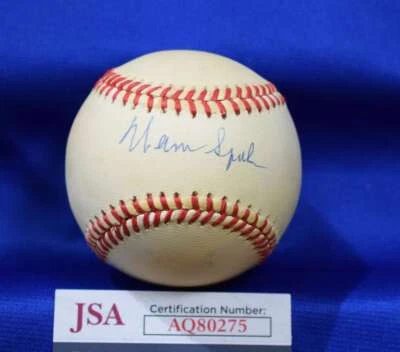 Warren Spahn
JSA
Certification Number:
AQ80275